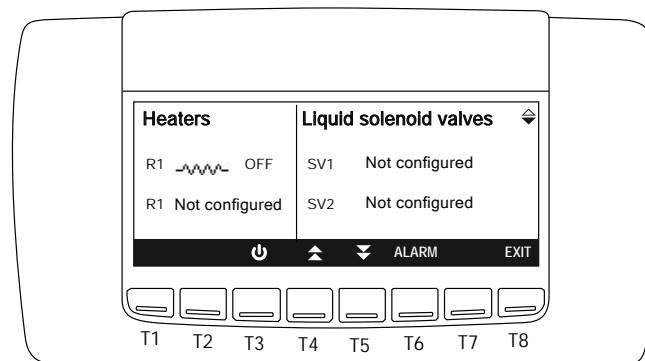 Heaters
Liquid solenoid valves
R1 OFF
SV1 Not configured
R1 Not configured
SV2 Not configured
ALARM EXIT
T1 T2 T3 T4 T5 T6 T7 T8